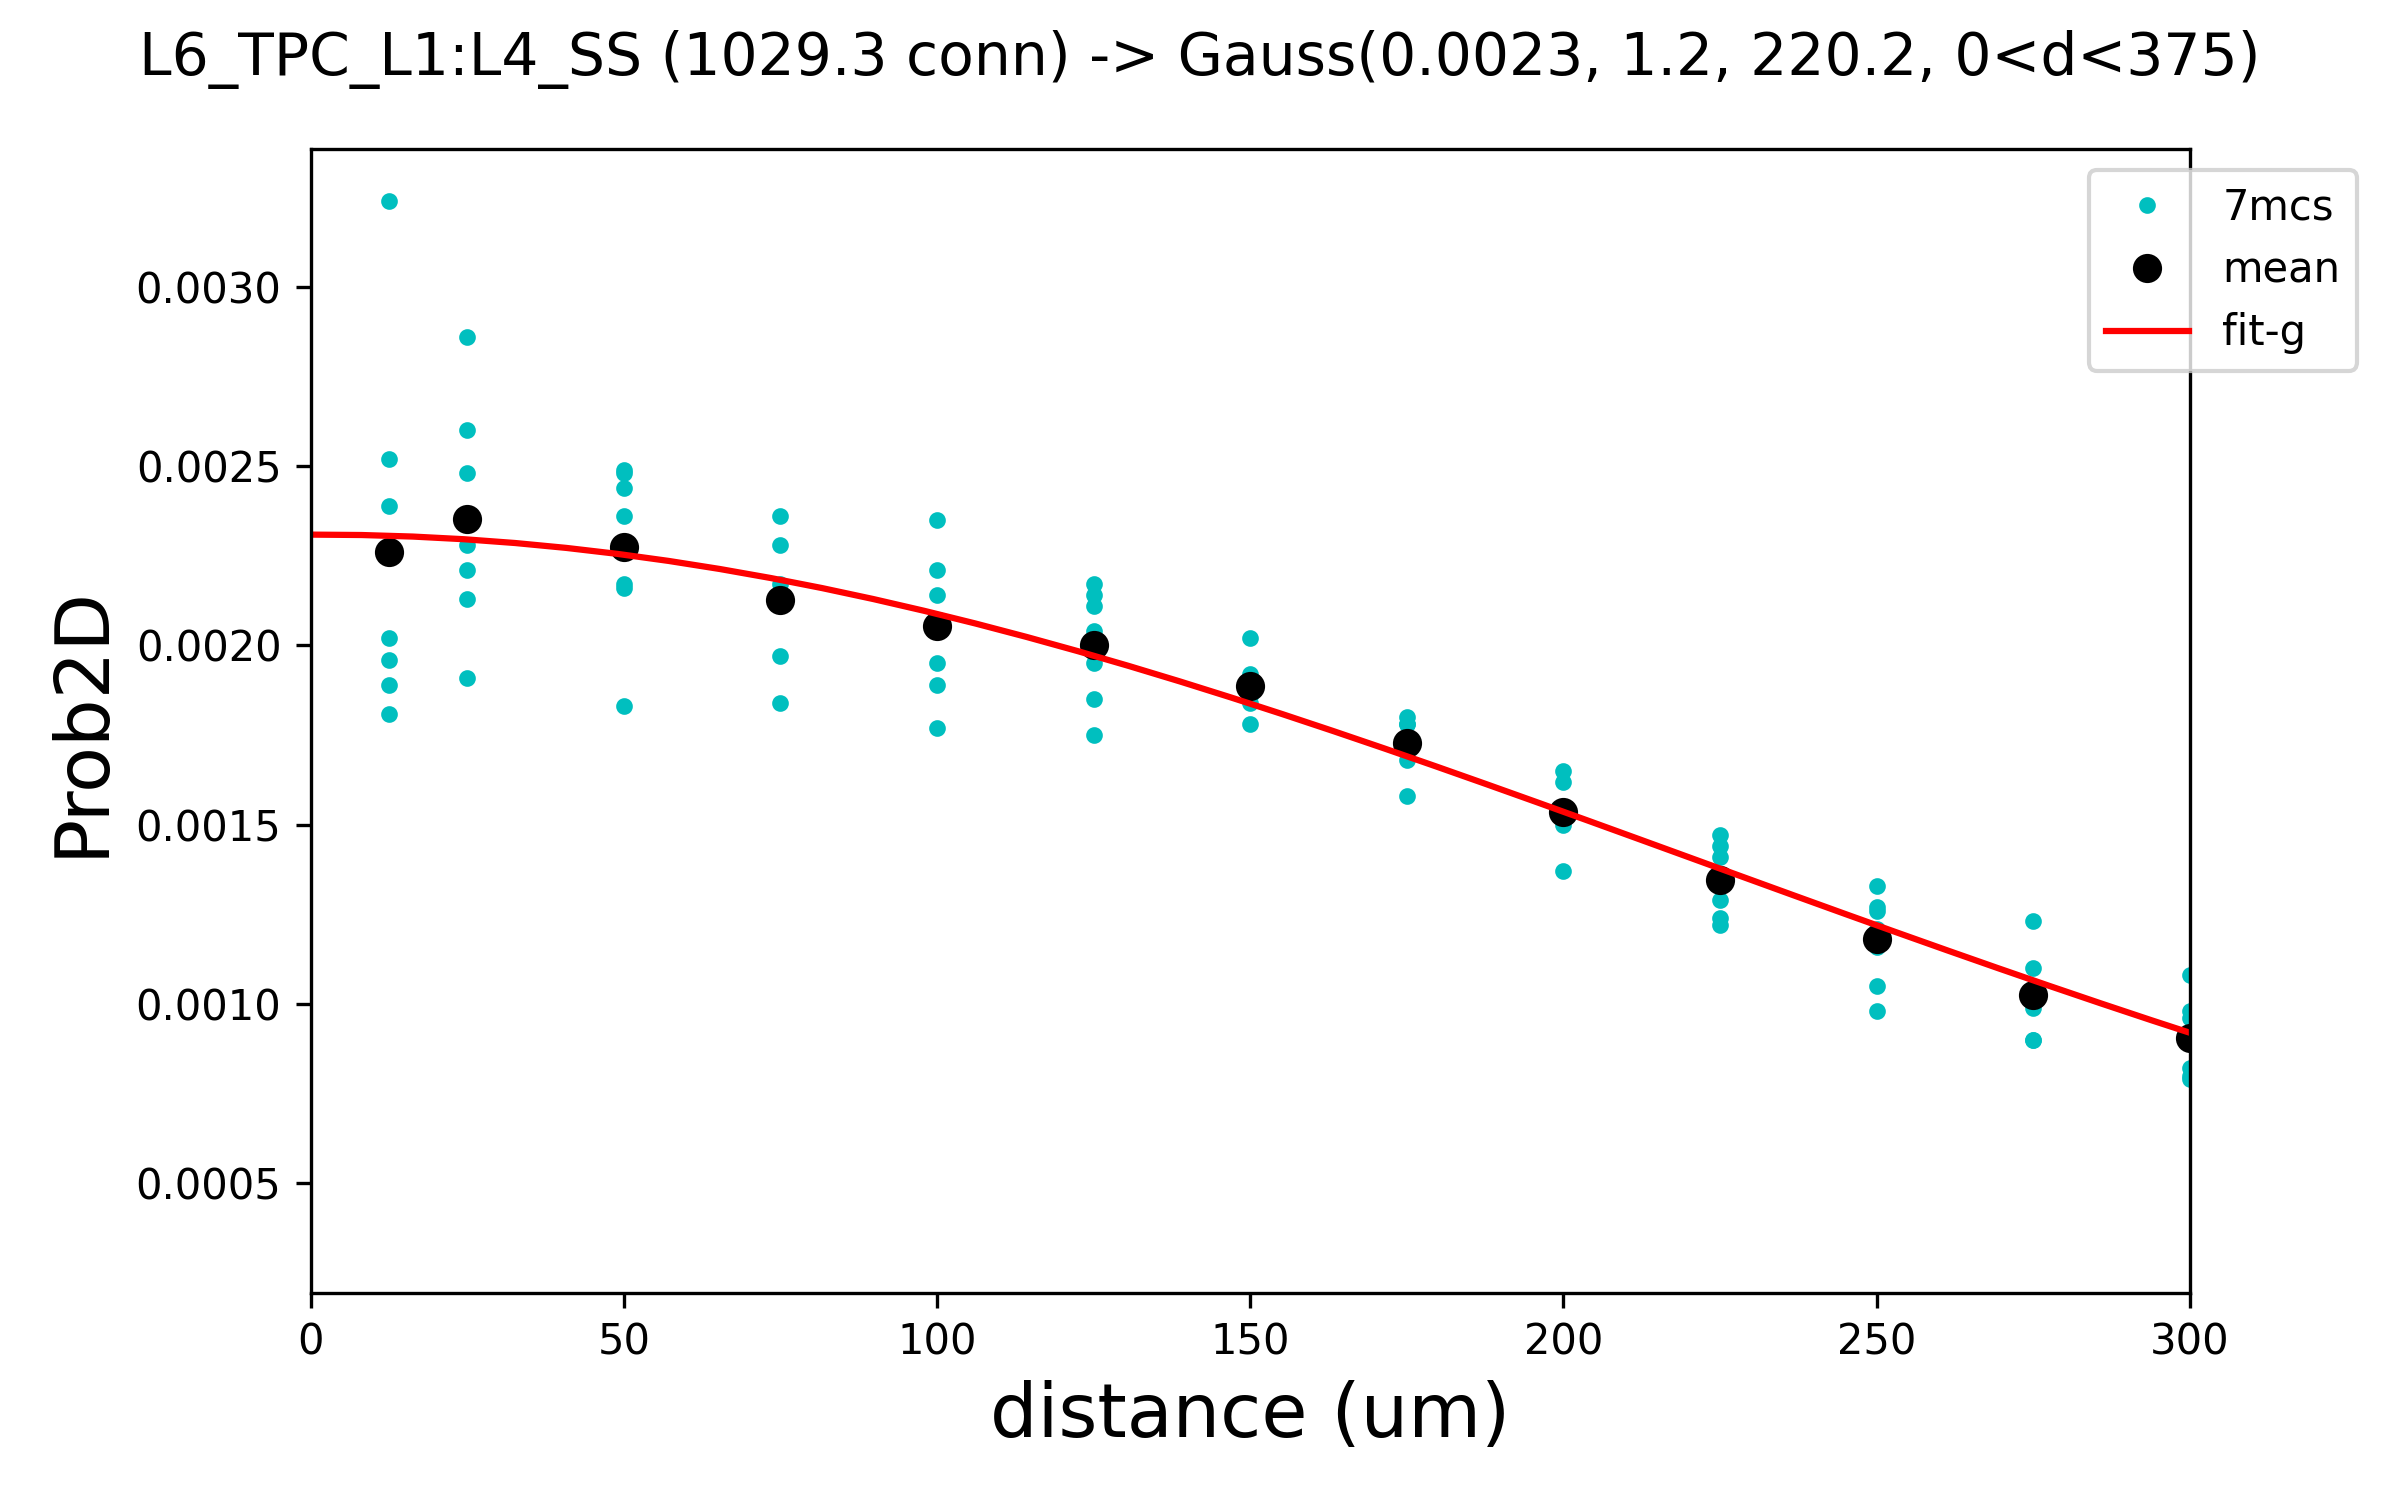 L6_TPC_L1:L4_SS (1029.3 conn) -> Gauss(0.0023, 1.2, 220.2, 0<d<375)
7mcs
mean
fit-g
0.0030
0.0025
0.0020
0.0015
0.0010
0.0005
Prob2D
0 50 100 150 200 250 300
distance (um)